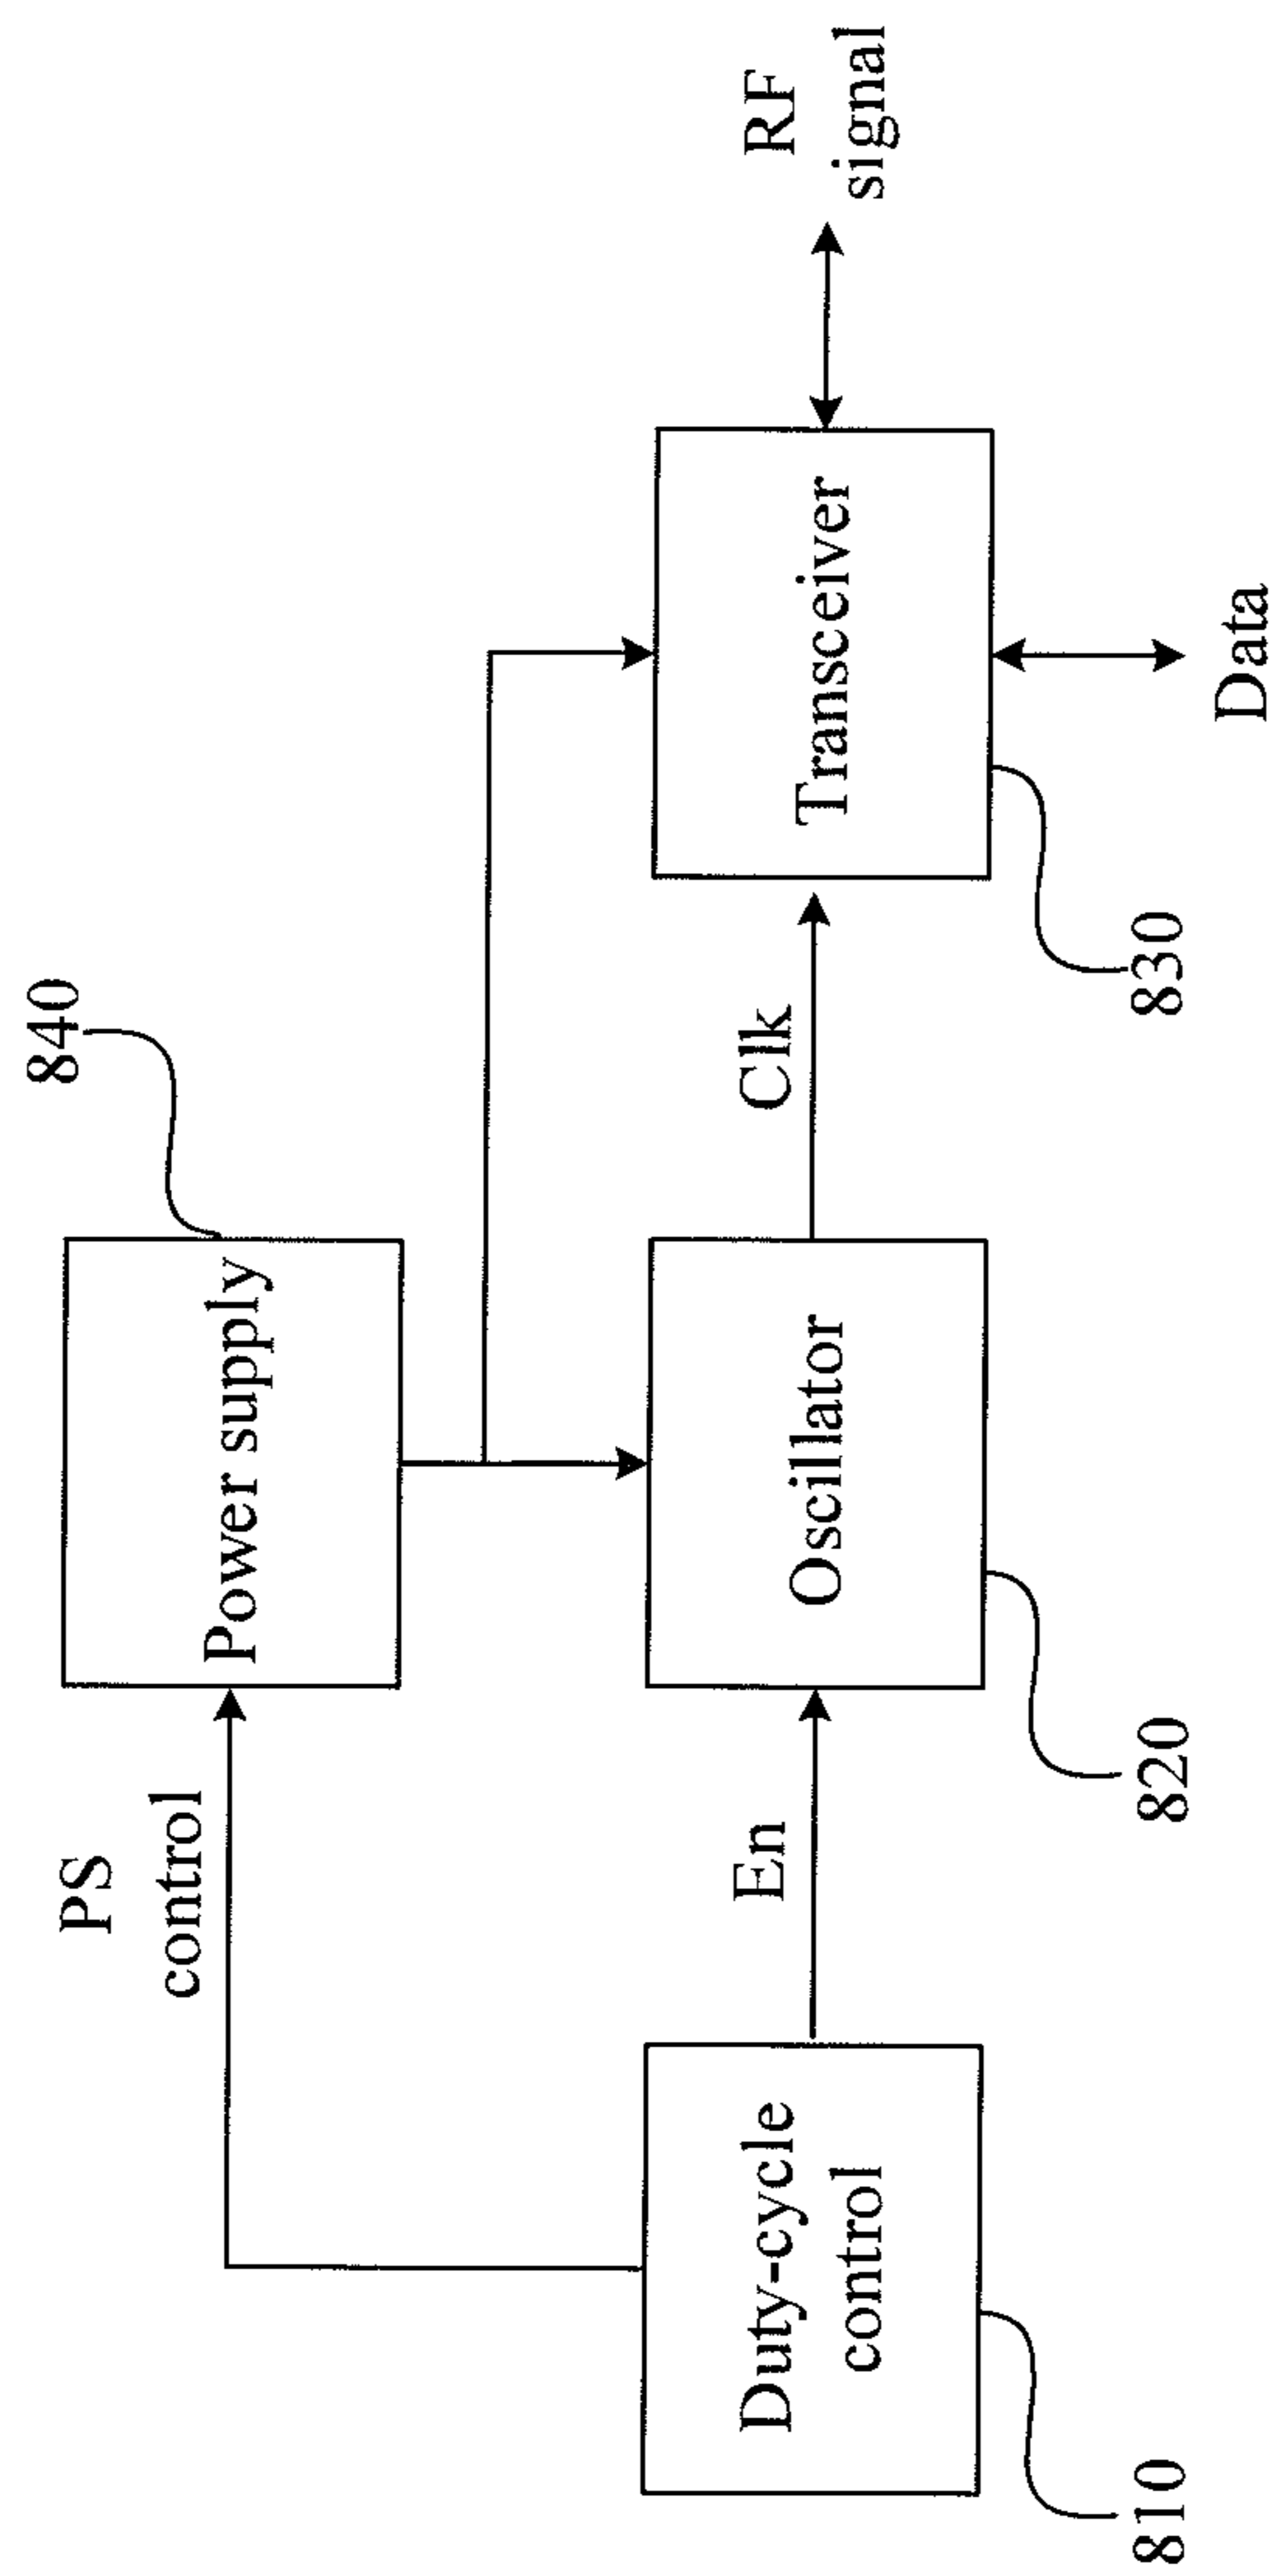 840
PS
control
Power supply
RF
signal
En
Clk
Duty-cycle
control
Oscillator
Transceiver
810
820
830
Data